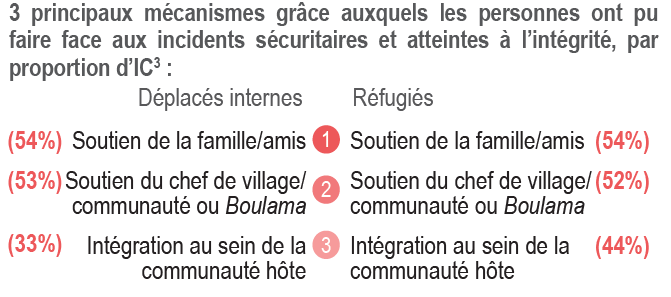 3 principaux mécanismes grâce auxquels les personnes ont pu
faire face aux incidents sécuritaires et atteintes à l’intégrité, par
proportion d’IC³ :
Déplacés internes Réfugiés
(54%) Soutien de la famille/amis 1 Soutien de la famille/amis (54%)
(53%) Soutien du chef de village/ 2 Soutien du chef de village/ (52%)
communauté ou Boulama communauté ou Boulama
(33%) Intégration au sein de la 3 Intégration au sein de la (44%)
communauté hôte communauté hôte